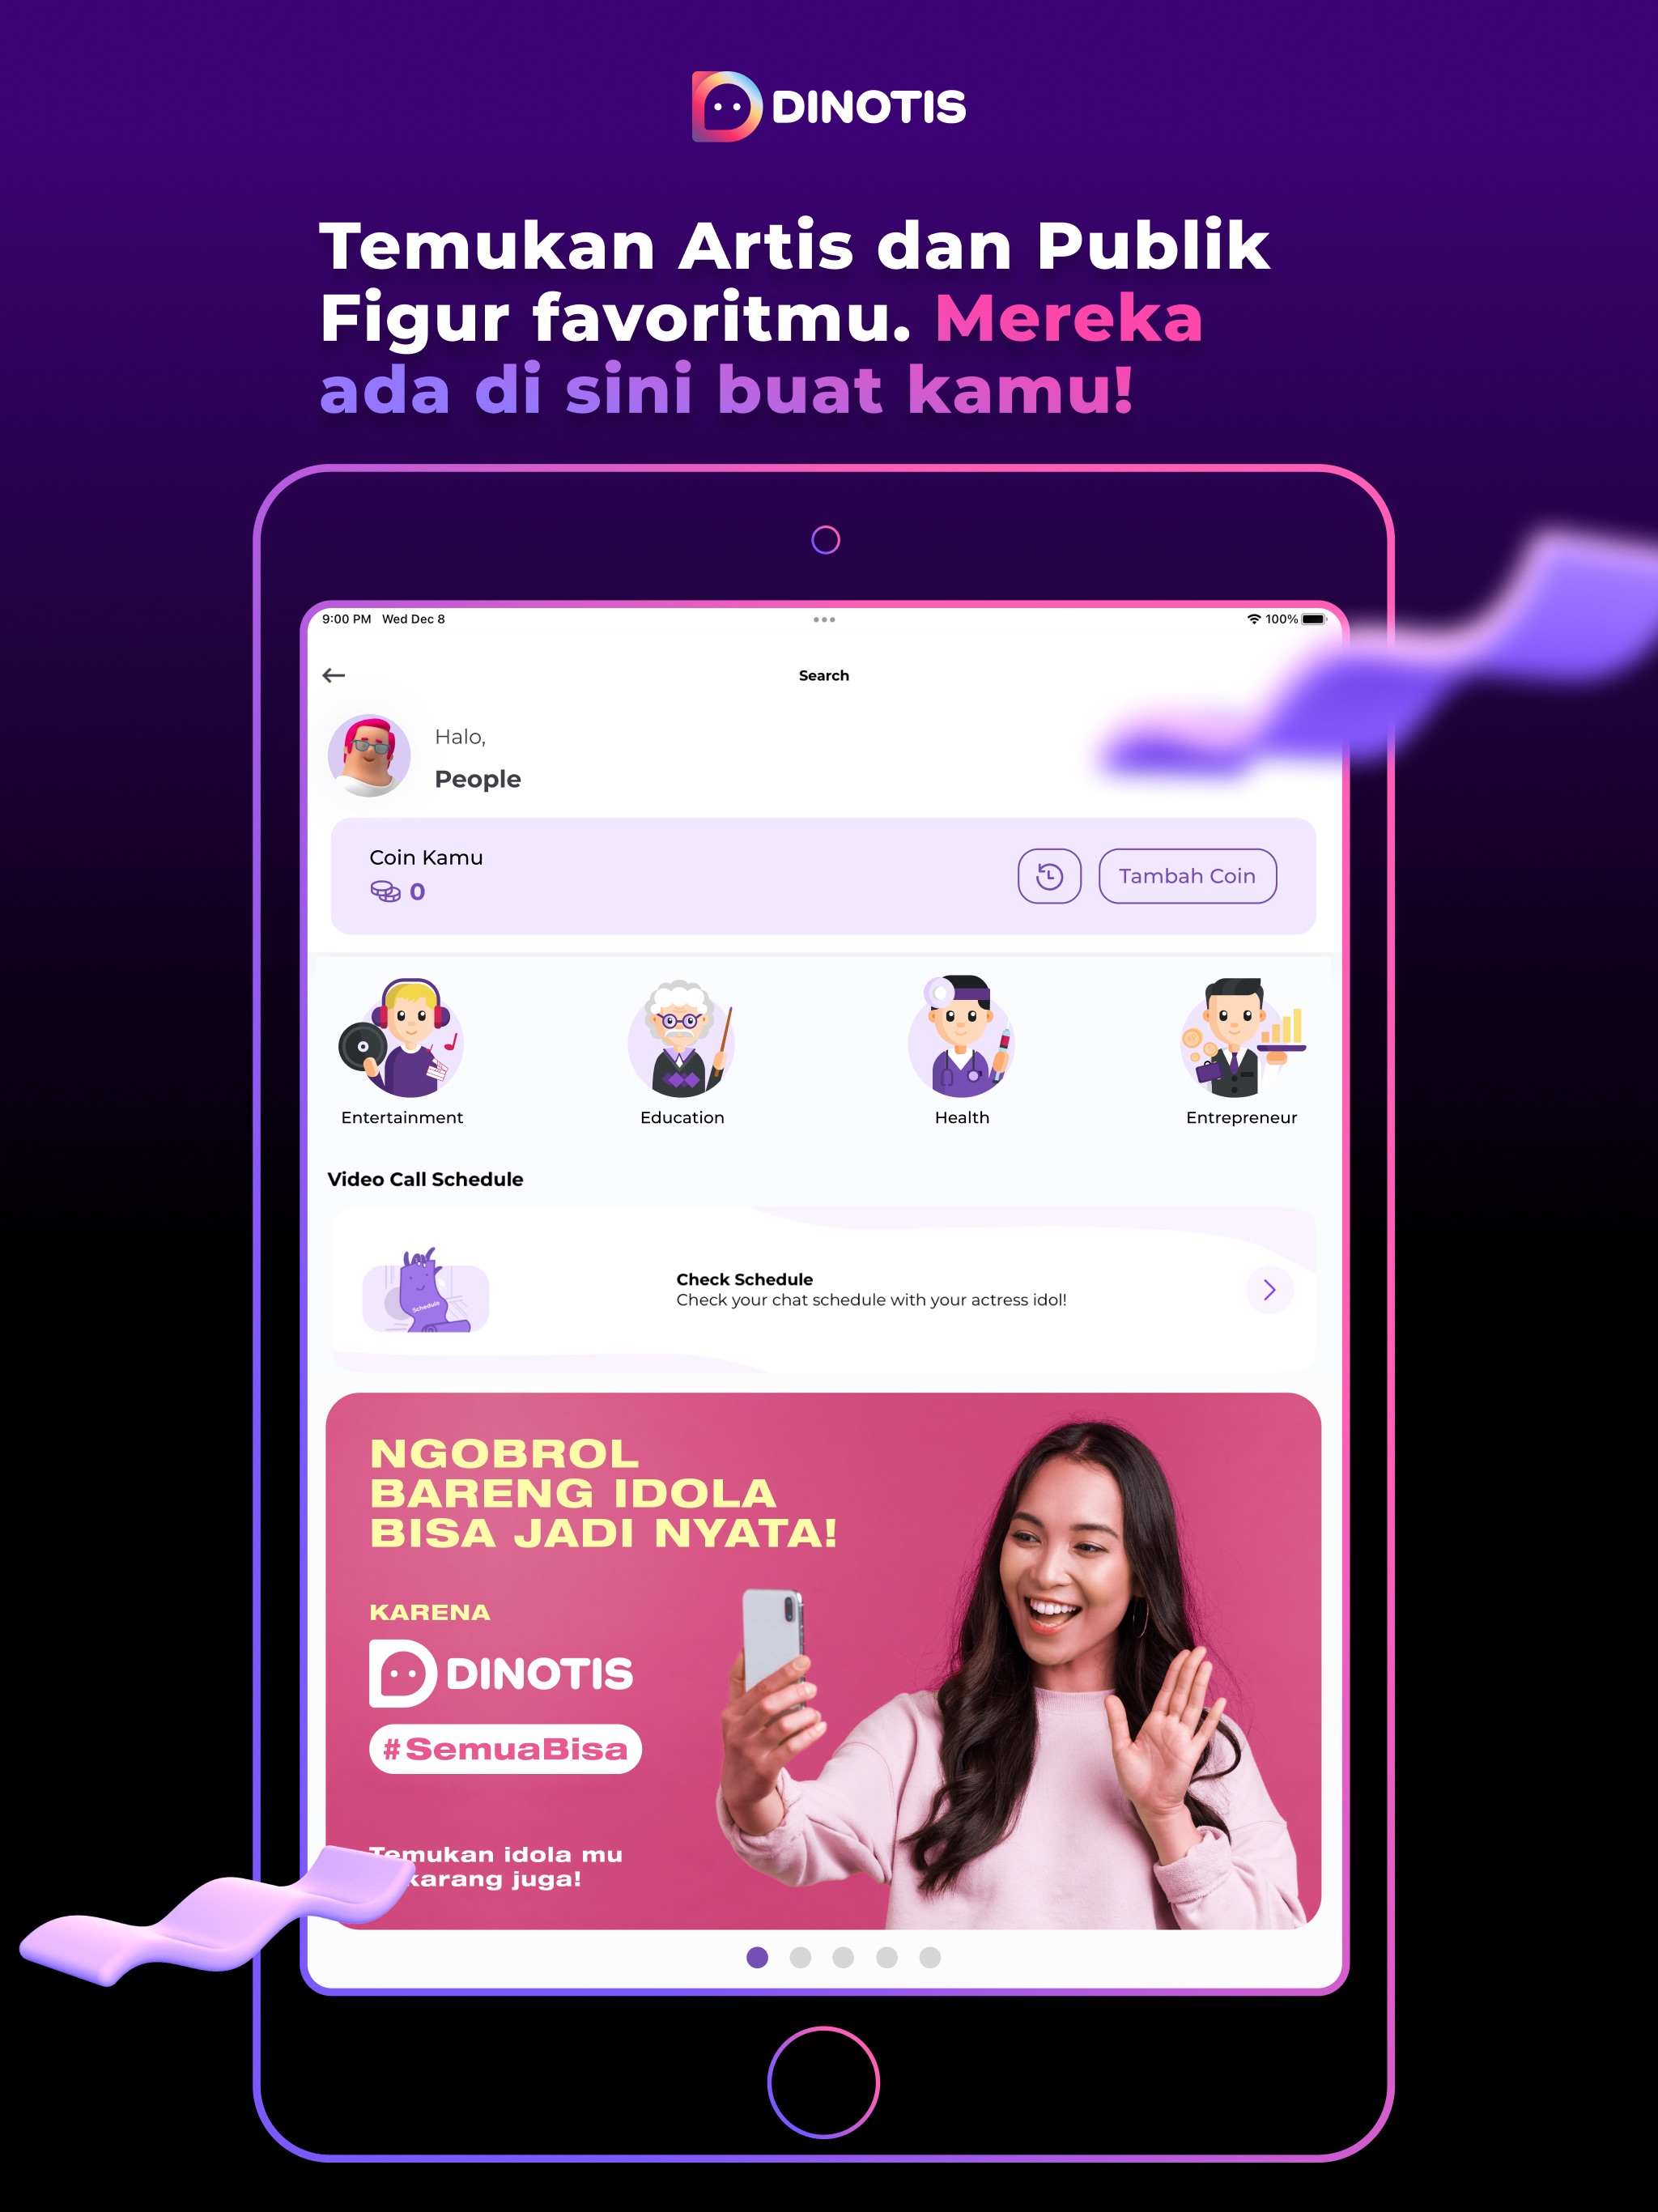 DINOTIS
Temukan Artis dan Publik
Figur favoritmu. Mereka
ada di sini buat kamu!
9:00 PM Wed Dec 8
100%
Search
Halo,
People
Coin Kamu
0
Tambah Coin
Entertainment
Education
Health
Entrepreneur
Video Call Schedule
Schedule
Check Schedule
Check your chat schedule with your actress idol!
NGOBROL
BARENG IDOLA
BISA JADI NYATA!
KARENA
DINOTIS
#SemuaBisa
Temukan idola mu
karang juga!